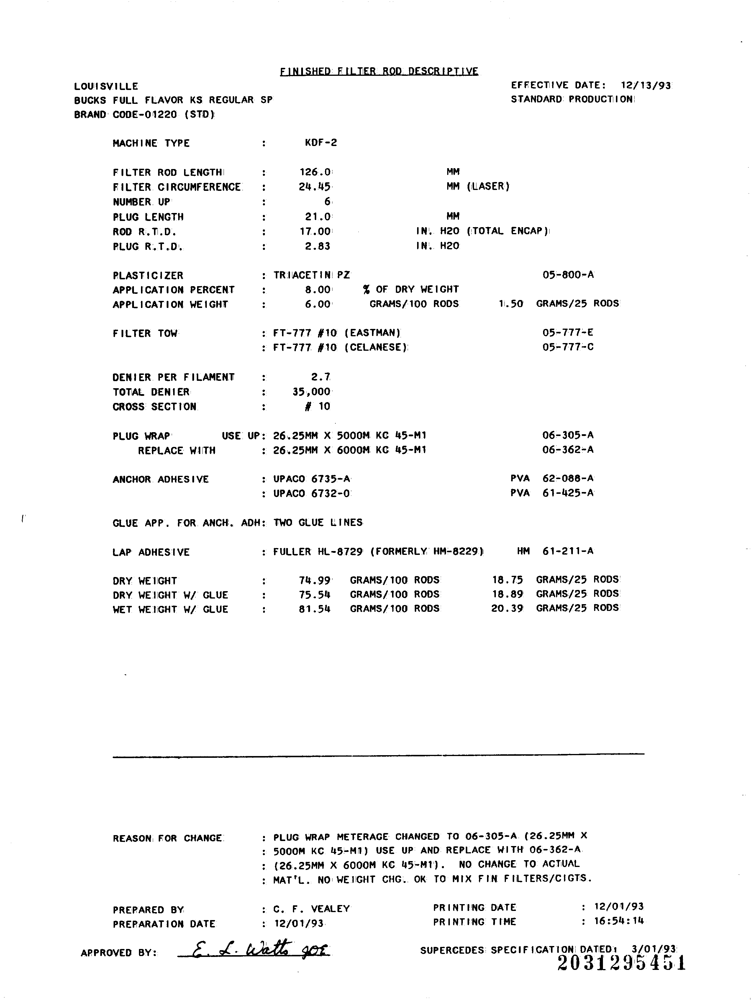 FINISHED FILTER ROD DESCRIPTIVE
LOUISVILLE EFFECTIVE DATE: 12/13/93
BUCKS FULL FLAVOR KS REGULAR SP STANDARD PRODUCTION
BRAND CODE-01220 (STD)
MACHINE TYPE : KDF-2
FILTER ROD LENGTH : 126.0 MM
FILTER CIRCUMFERENCE : 24.45 MM (LASER)
NUMBER UP : 6
PLUG LENGTH : 21.0 MM
ROD R.T.D. : 17.00 IN. H2O (TOTAL ENCAP)
PLUG R.T.D. : 2.83 IN. H2O
PLASTICIZER : TRIACETIN PZ 05-800-A
APPLICATION PERCENT : 8.00 % OF DRY WEIGHT
APPLICATION WEIGHT : 6.00 GRAMS/100 RODS 1.50 GRAMS/25 RODS
FILTER TOW : FT-777 #10 (EASTMAN) 05-777-E
: FT-777 #10 (CELANESE) 05-777-C
DENIER PER FILAMENT : 2.7
TOTAL DENIER : 35,000
CROSS SECTION : # 10
PLUG WRAP USE UP: 26.25MM X 5000M KC 45-M1 06-305-A
REPLACE WITH : 26.25MM X 6000M KC 45-M1 06-362-A
ANCHOR ADHESIVE : UPACO 6735-A PVA 62-088-A
: UPACO 6732-0 PVA 61-425-A
GLUE APP. FOR ANCH. ADH: TWO GLUE LINES
LAP ADHESIVE : FULLER HL-8729 (FORMERLY HM-8229) HM 61-211-A
DRY WEIGHT : 74.99 GRAMS/100 RODS 18.75 GRAMS/25 RODS
DRY WEIGHT W/ GLUE : 75.54 GRAMS/100 RODS 18.89 GRAMS/25 RODS
WET WEIGHT W/ GLUE : 81.54 GRAMS/100 RODS 20.39 GRAMS/25 RODS
REASON FOR CHANGE : PLUG WRAP METERAGE CHANGED TO 06-305-A (26.25MM X
: 5000M KC 45-M1) USE UP AND REPLACE WITH 06-362-A
: (26.25MM X 6000M KC 45-M1). NO CHANGE TO ACTUAL
: MAT'L. NO WEIGHT CHG. OK TO MIX FIN FILTERS/CIGTS.
PREPARED BY : C. F. VEALEY PRINTING DATE : 12/01/93
PREPARATION DATE : 12/01/93 PRINTING TIME : 16:54:14
APPROVED BY: E. L. Watts SUPERCEDES SPECIFICATION DATED: 3/01/93
2031295451